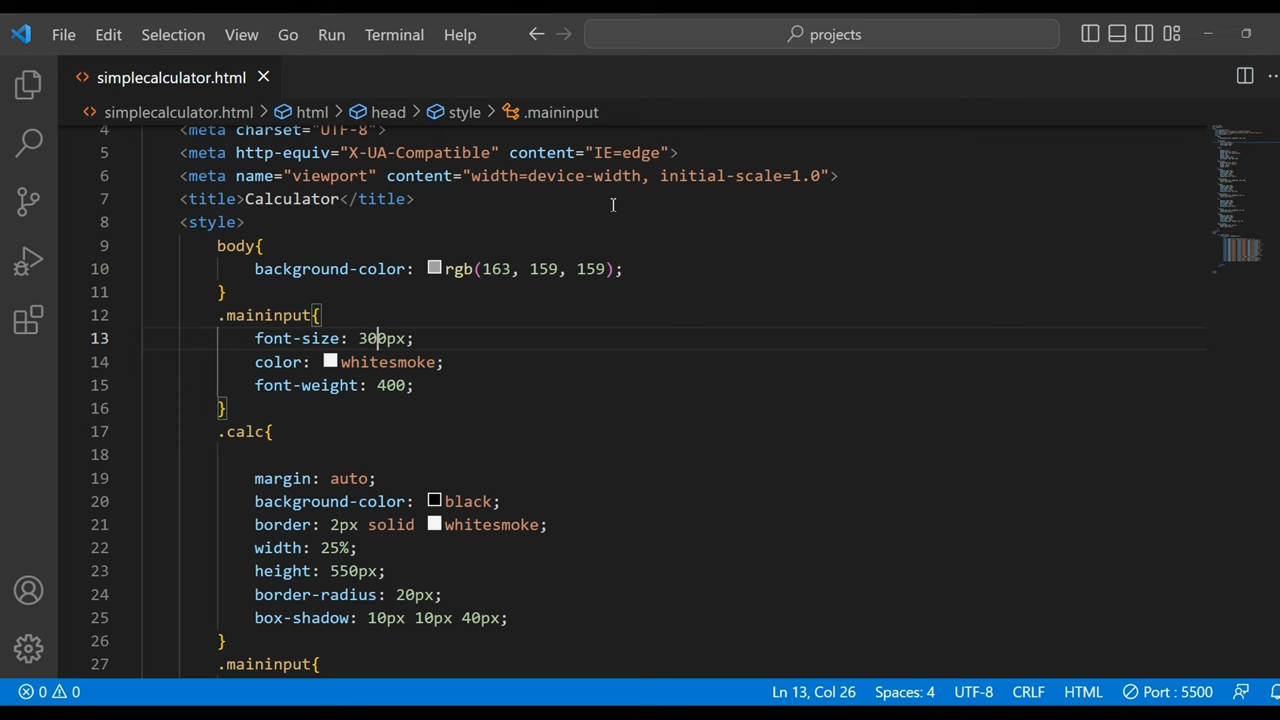 File Edit Selection View Go Run Terminal Help projects
simplecalculator.html
simplecalculator.html > html > head > style > .maininput
4 <meta charset="UTF-8">
5 <meta http-equiv="X-UA-Compatible" content="IE=edge">
6 <meta name="viewport" content="width=device-width, initial-scale=1.0">
7 <title>Calculator</title>
8 <style>
9 body{
10 background-color: rgb(163, 159, 159);
11 }
12 .maininput{
13 font-size: 300px;
14 color: whitesmoke;
15 font-weight: 400;
16 }
17 .calc{
18
19 margin: auto;
20 background-color: black;
21 border: 2px solid whitesmoke;
22 width: 25%;
23 height: 550px;
24 border-radius: 20px;
25 box-shadow: 10px 10px 40px;
26 }
27 .maininput{
0 0 Ln 13, Col 26 Spaces: 4 UTF-8 CRLF HTML Port : 5500